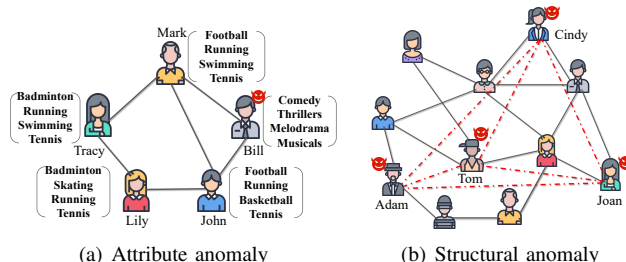 Mark
Football
Running
Swimming
Tennis
Badminton
Running
Swimming
Tennis
Tracy
Comedy
Thrillers
Melodrama
Musicals
Bill
Badminton
Skating
Running
Tennis
Lily
Football
Running
Basketball
Tennis
John
(a) Attribute anomaly
Cindy
Tom
Adam
Joan
(b) Structural anomaly